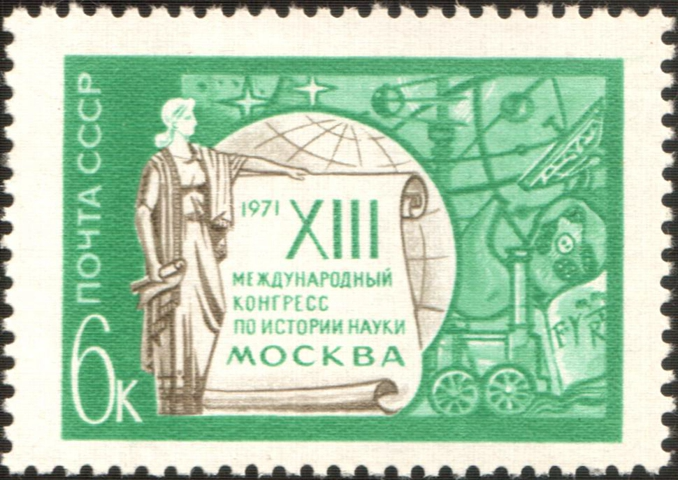 ПОЧТА СССР
6к
1971 XIII
МЕЖДУНАРОДНЫЙ
КОНГРЕСС
ПО ИСТОРИИ НАУКИ
МОСКВА